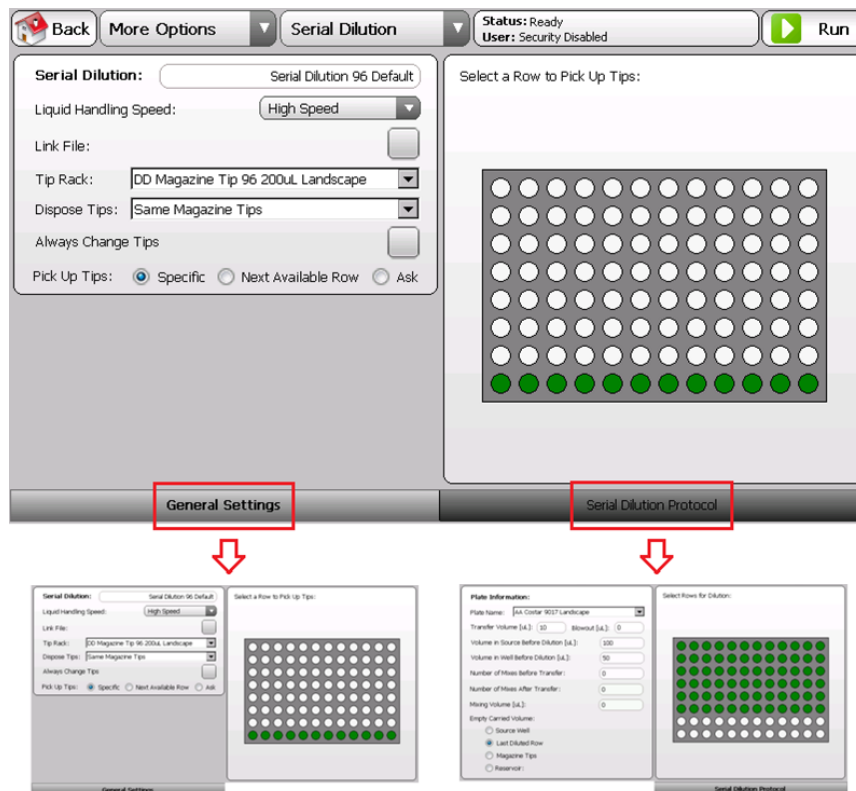 Back
More Options
Serial Dilution
Status: Ready
User: Security Disabled
Run
Serial Dilution:
Serial Dilution 96 Default
Liquid Handling Speed:
High Speed
Link File:
Tip Rack:
DD Magazine Tip 96 200uL Landscape
Dispose Tips:
Same Magazine Tips
Always Change Tips
Pick Up Tips:
Specific
Next Available Row
Ask
Select a Row to Pick Up Tips:
General Settings
Serial Dilution Protocol
Serial Dilution:
Serial Dilution 96 Default
Liquid Handling Speed:
High Speed
Link File:
Tip Rack:
DD Magazine Tip 96 200uL Landscape
Dispose Tips:
Same Magazine Tips
Always Change Tips
Pick Up Tips:
Specific
Next Available Row
Ask
Select a Row to Pick Up Tips:
General Settings
Plate Information:
Plate Name:
AA Costar 9017 Landscape
Transfer Volume [uL]:
10
Blowout [uL]:
0
Volume in Source Before Dilution [uL]:
100
Volume in Well Before Dilution [uL]:
50
Number of Mixes Before Transfer:
0
Number of Mixes After Transfer:
0
Mixing Volume [uL]:
0
Empty Carried Volume:
Source Well
Last Diluted Row
Magazine Tips
Reservoir:
Select Rows for Dilution:
Serial Dilution Protocol